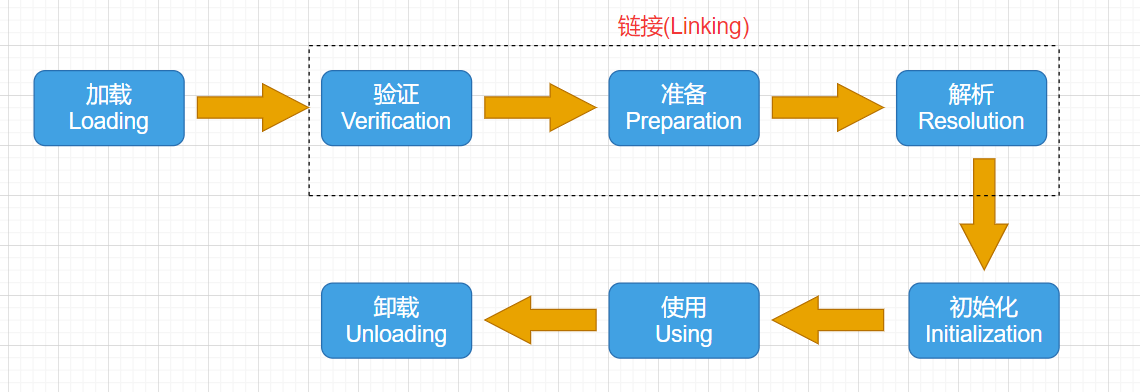 链接(Linking)
加载
Loading
验证
Verification
准备
Preparation
解析
Resolution
初始化
Initialization
使用
Using
卸载
Unloading